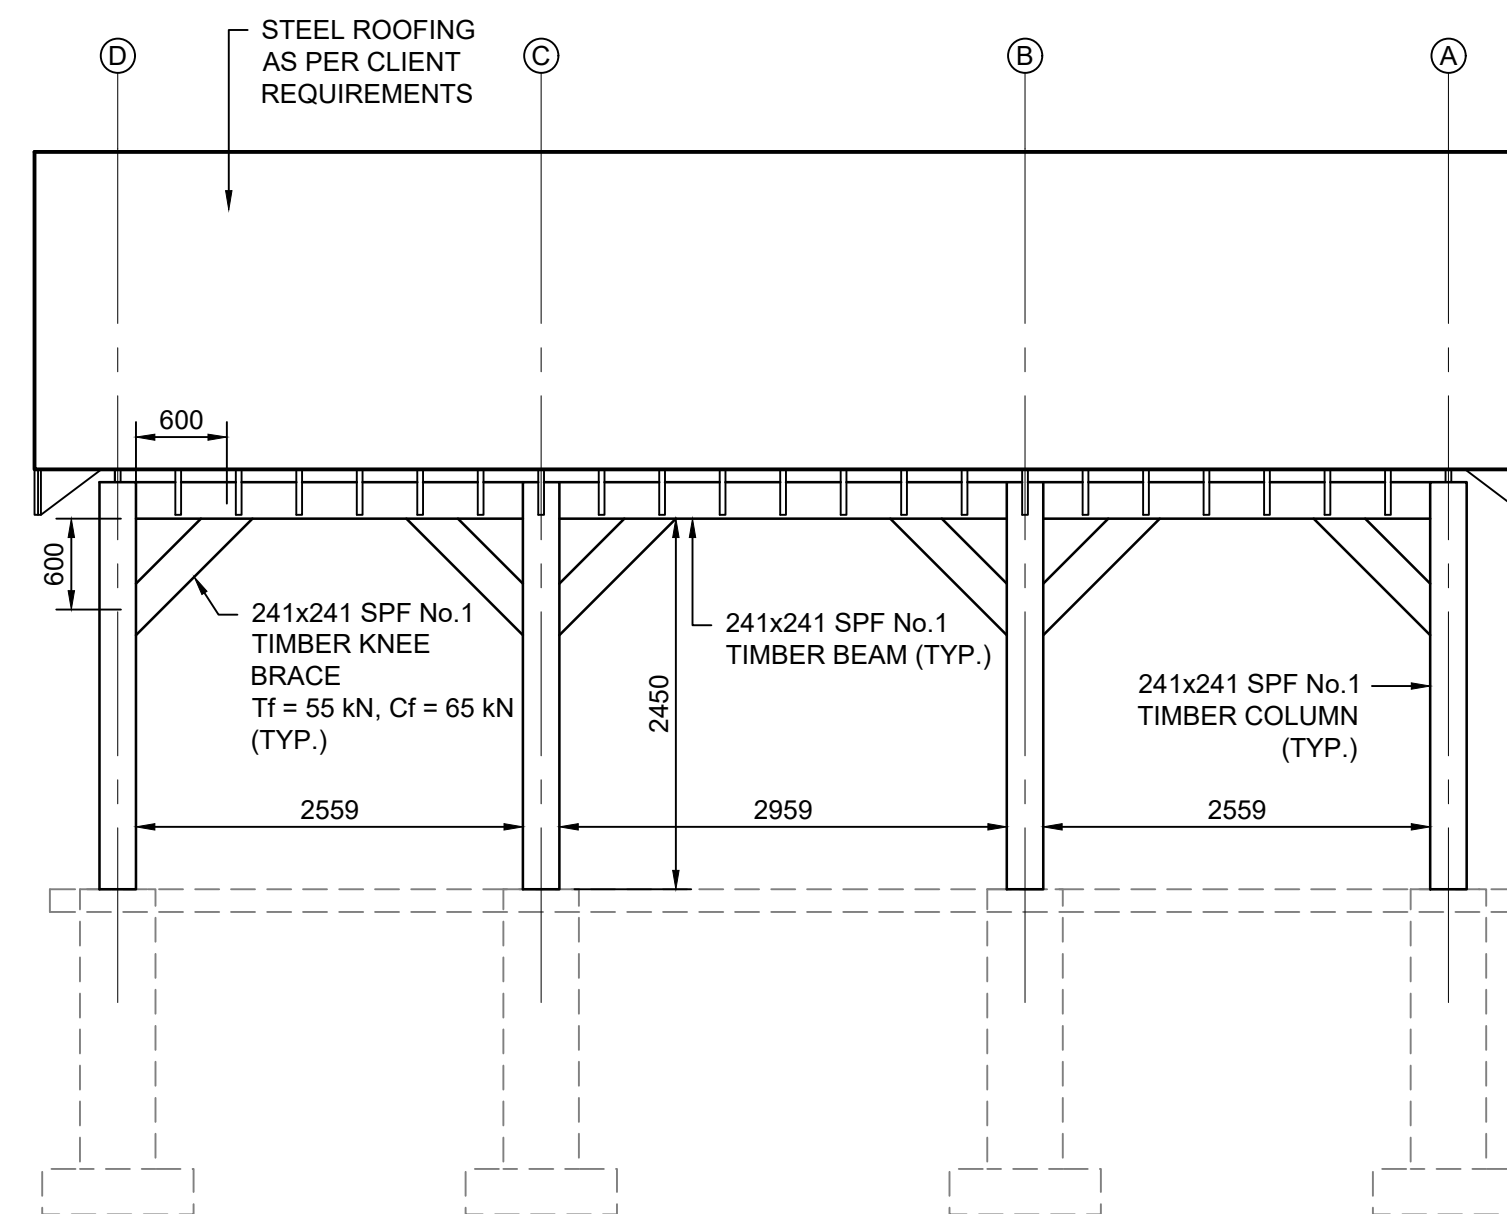 STEEL ROOFING
AS PER CLIENT
REQUIREMENTS
D
C
B
A
600
600
241x241 SPF No.1
TIMBER KNEE
BRACE
Tf = 55 kN, Cf = 65 kN
(TYP.)
241x241 SPF No.1
TIMBER BEAM (TYP.)
2450
241x241 SPF No.1
TIMBER COLUMN
(TYP.)
2559
2959
2559